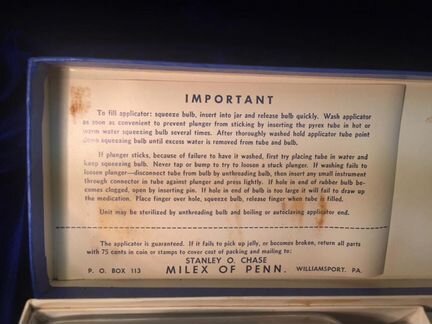 IMPORTANT
To fill applicator: squeeze bulb, insert into jar and release bulb quickly. Wash applicator
as soon as convenient to prevent plunger from sticking by inserting the pyrex tube in hot or
warm water squeezing bulb several times. After thoroughly washed hold applicator tube point
down squeezing bulb until excess water is removed from tube and bulb.
If plunger sticks, because of failure to have it washed, first try placing tube in water and
keep squeezing bulb. Never tap or bump to try to loosen a stuck plunger. If washing fails to
loosen plunger—disconnect tube from bulb by unthreading bulb, then insert any small instrument
through connector in tube against plunger and press lightly. If hole in end of rubber bulb be-
comes clogged, open by inserting pin. If hole in end of bulb is too large it will fail to draw up
the medication. Place finger over hole, squeeze bulb, release finger when tube is filled.
Unit may be sterilized by unthreading bulb and boiling or autoclaving applicator end.
The applicator is guaranteed. If it fails to pick up jelly, or becomes broken, return all parts
with 75 cents in coin or stamps to cover cost of packing and mailing to:
STANLEY O. CHASE
P. O. BOX 113 MILEX OF PENN. WILLIAMSPORT, PA.